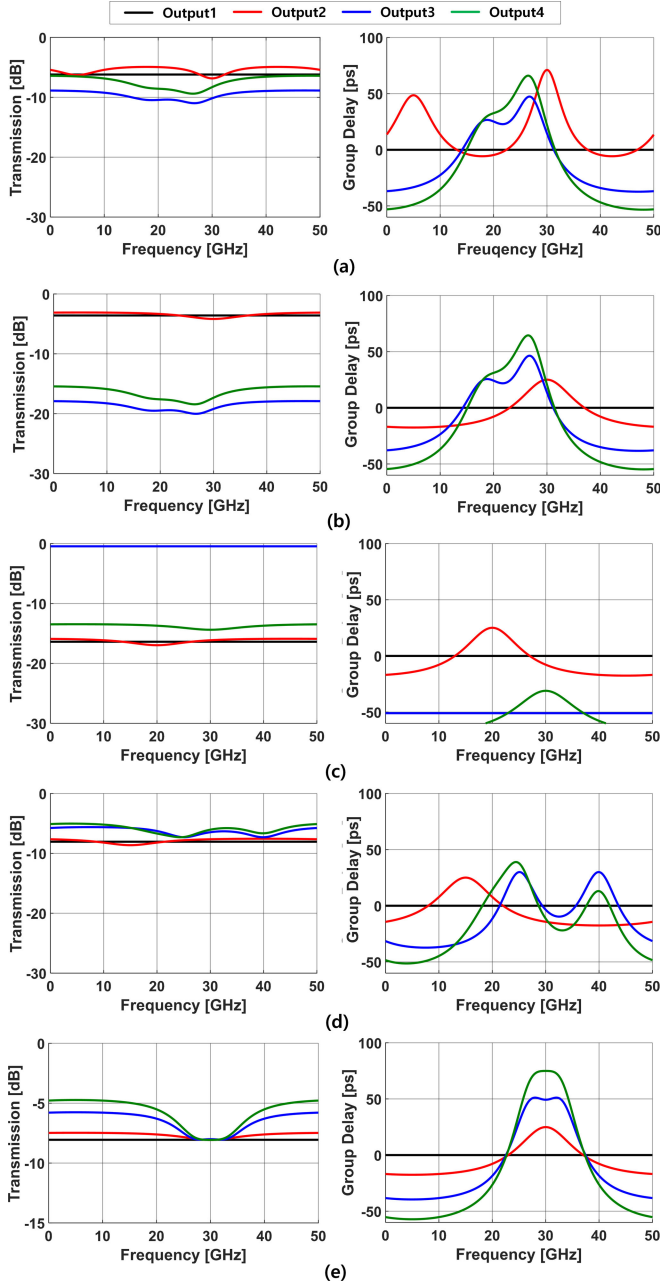 Output1 Output2 Output3 Output4
Transmission [dB]
0
-10
-20
-30
0 10 20 30 40 50
Frequency [GHz]
Group Delay [ps]
100
50
0
-50
0 10 20 30 40 50
Freuqency [GHz]
(a)
Transmission [dB]
0
-10
-20
-30
0 10 20 30 40 50
Frequency [GHz]
Group Delay [ps]
100
50
0
-50
0 10 20 30 40 50
Frequency [GHz]
(b)
Transmission [dB]
0
-10
-20
-30
0 10 20 30 40 50
Frequency [GHz]
Group Delay [ps]
100
50
0
-50
0 10 20 30 40 50
Frequency [GHz]
(c)
Transmission [dB]
0
-10
-20
-30
0 10 20 30 40 50
Frequency [GHz]
Group Delay [ps]
100
50
0
-50
0 10 20 30 40 50
Frequency [GHz]
(d)
Transmission [dB]
0
-5
-10
-15
0 10 20 30 40 50
Frequency [GHz]
Group Delay [ps]
100
75
50
0
-50
0 10 20 30 40 50
Frequency [GHz]
(e)